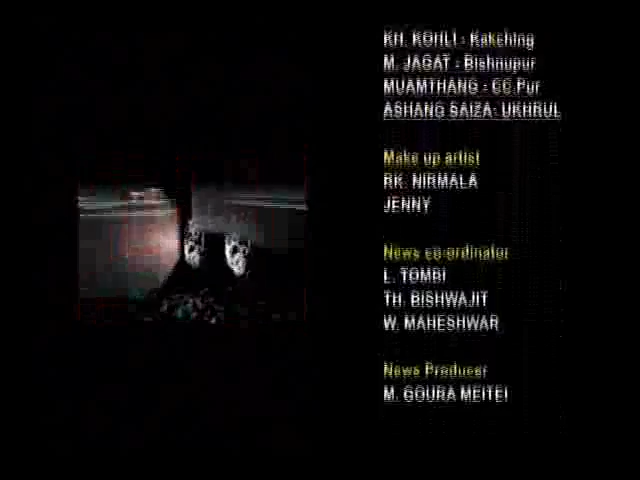 KH. KOHLI - Kakching
M. JAGAT - Bishnupur
MUAMTHANG - CC.Pur
ASHANG SAIZA- UKHRUL
Make up artist
RK. NIRMALA
JENNY
News co-ordinator
L. TOMBI
TH. BISHWAJIT
W. MAHESHWAR
News Producer
M. GOURA MEITEI